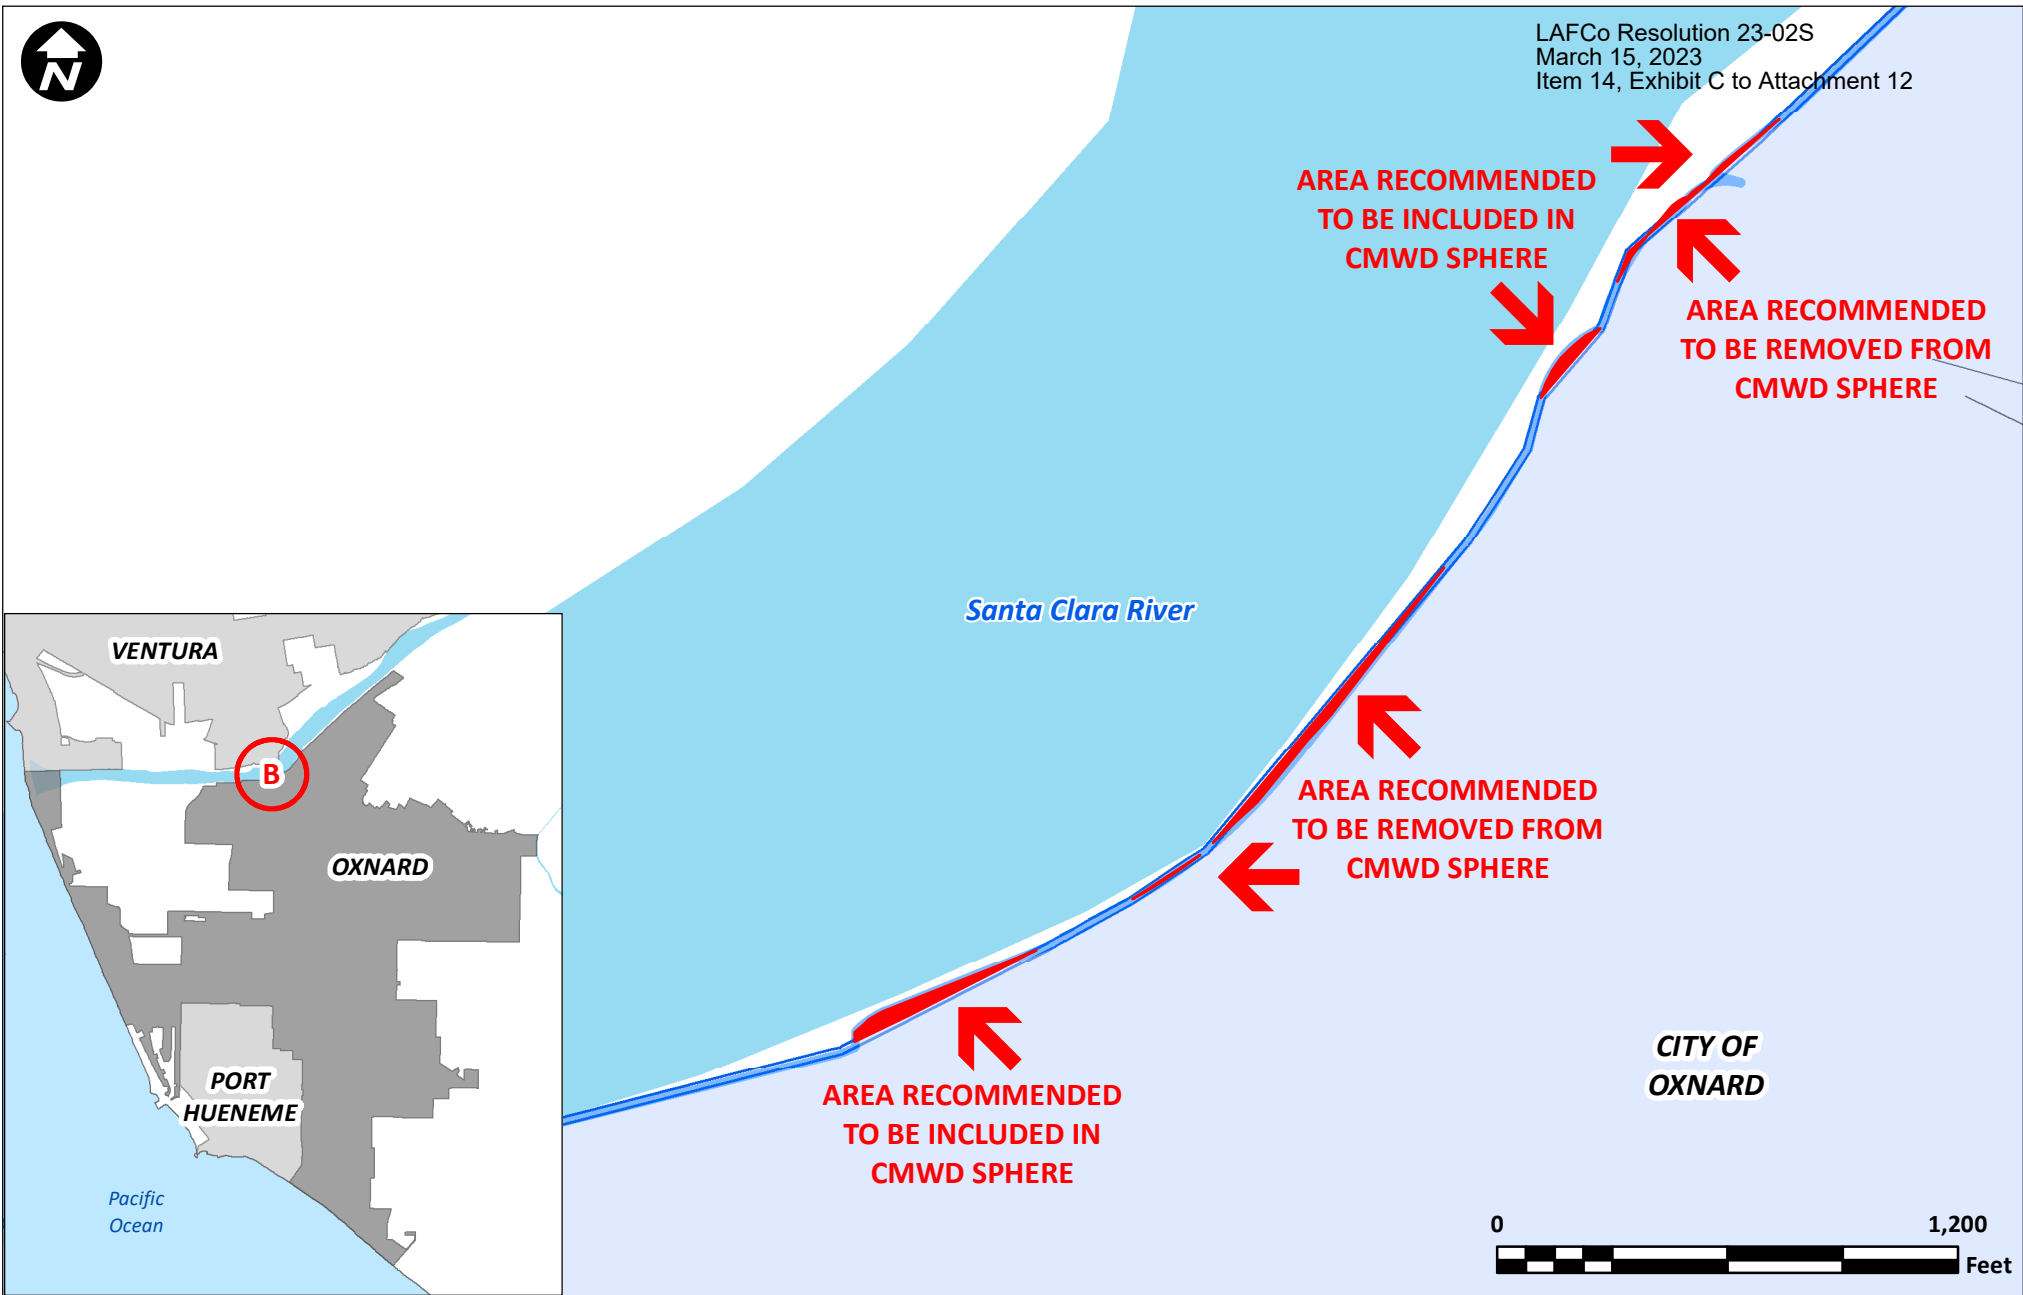 N
LAFCo Resolution 23-02S
March 15, 2023
Item 14, Exhibit C to Attachment 12
AREA RECOMMENDED
TO BE INCLUDED IN
CMWD SPHERE
AREA RECOMMENDED
TO BE REMOVED FROM
CMWD SPHERE
Santa Clara River
AREA RECOMMENDED
TO BE REMOVED FROM
CMWD SPHERE
AREA RECOMMENDED
TO BE INCLUDED IN
CMWD SPHERE
CITY OF
OXNARD
VENTURA
B
OXNARD
PORT
HUENEME
Pacific
Ocean
0 1,200
Feet